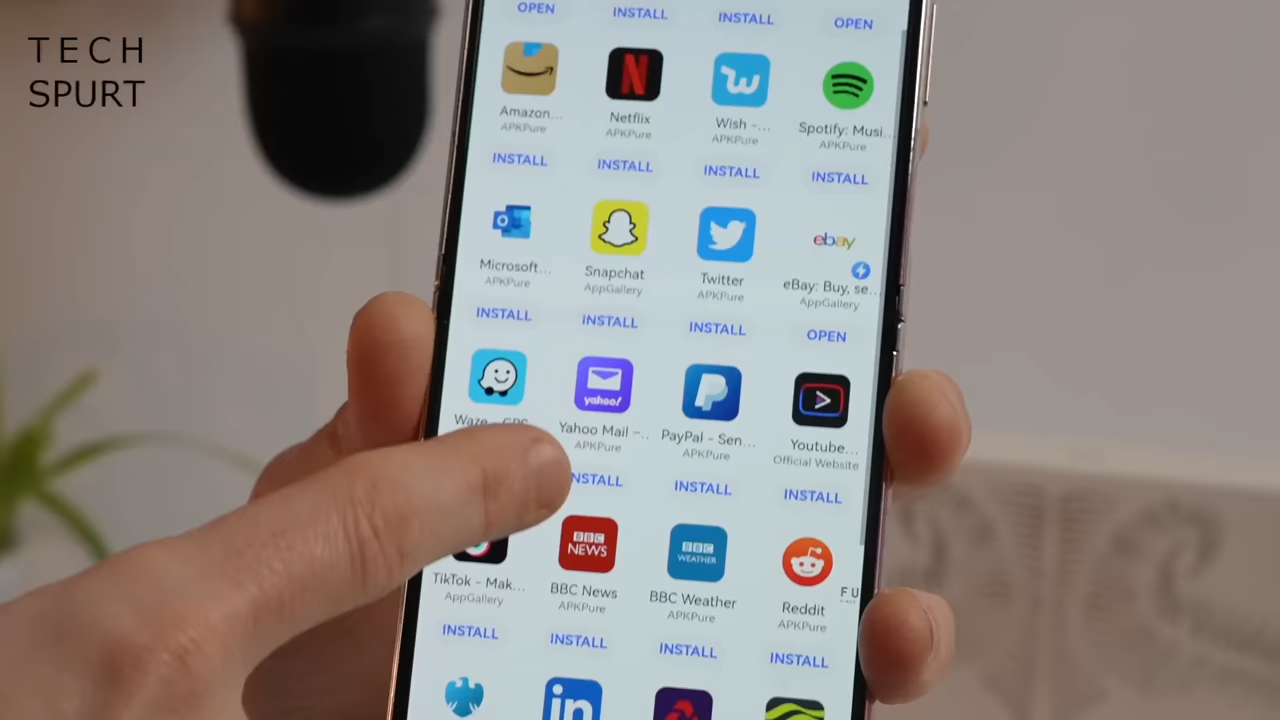 TECH
SPURT
OPEN INSTALL INSTALL OPEN
Amazon... Netflix Wish -... Spotify: Musi...
APKPure APKPure APKPure APKPure
INSTALL INSTALL INSTALL INSTALL
ebay
Microsoft... Snapchat Twitter eBay: Buy, se...
APKPure AppGallery APKPure AppGallery
INSTALL INSTALL INSTALL OPEN
yahoo!
Waze - GPS Yahoo Mail -... PayPal - Sen... Youtube...
APKPure APKPure Official Website
INSTALL INSTALL INSTALL
BBC BBC
NEWS WEATHER
TikTok - Mak... BBC News BBC Weather Reddit
AppGallery APKPure APKPure APKPure
INSTALL INSTALL INSTALL INSTALL
in
FU